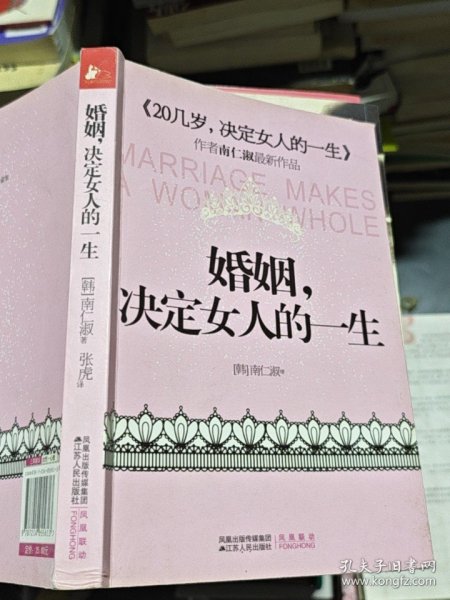 《20几岁，决定女人的一生》
作者南仁淑最新作品
MARRIAGE MAKES
A WOMAN WHOLE
婚姻，
决定女人的一生
[韩]南仁淑 著
凤凰出版传媒集团
江苏人民出版社
凤凰联动
FONGHONG
婚姻，决定女人的一生
[韩]南仁淑 著
张虎 译
凤凰出版传媒集团
江苏人民出版社
凤凰联动
FONGHONG
孔夫子旧书网